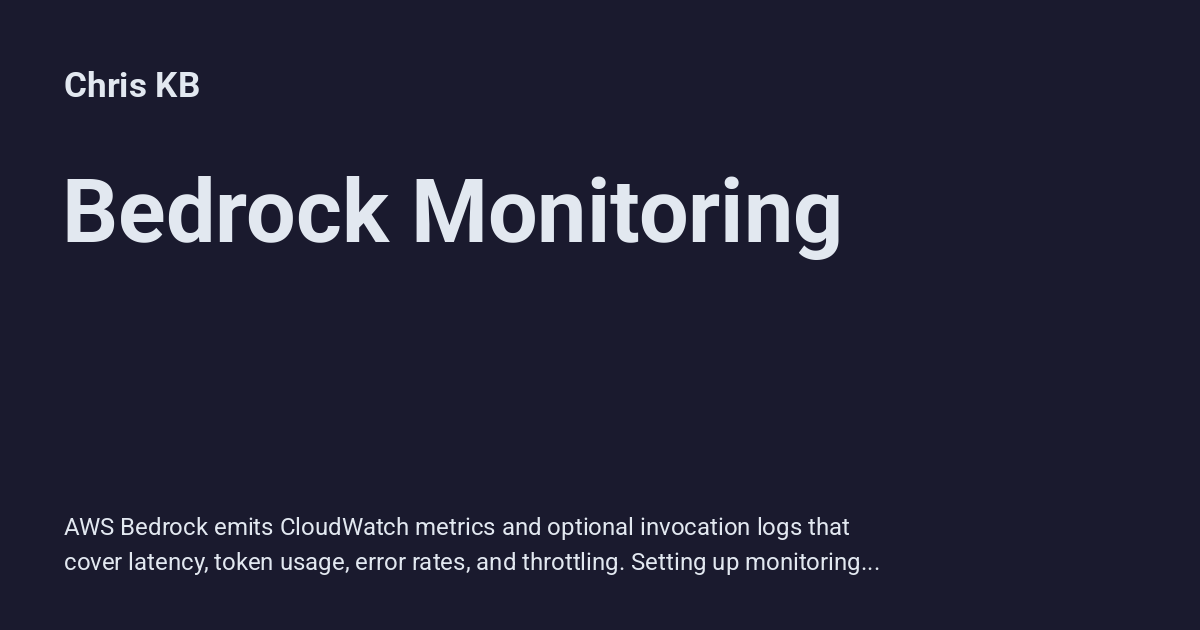 Chris KB
Bedrock Monitoring
AWS Bedrock emits CloudWatch metrics and optional invocation logs that
cover latency, token usage, error rates, and throttling. Setting up monitoring...